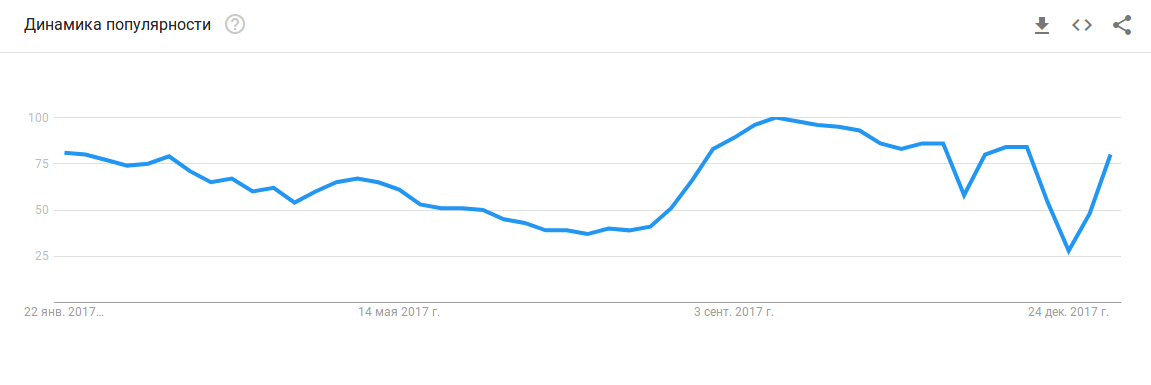 Динамика популярности ?
100
75
50
25
22 янв. 2017… 14 мая 2017 г. 3 сент. 2017 г. 24 дек. 2017 г.